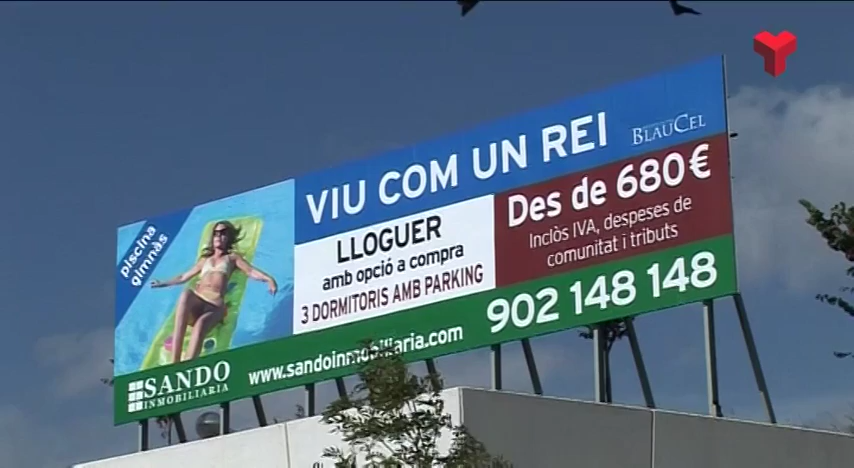 VIU COM UN REI
BLAUCEL
piscina
gimnàs
LLOGUER
amb opció a compra
3 DORMITORIS AMB PARKING
Des de 680€
Inclòs IVA, despeses de
comunitat i tributs
902 148 148
www.sandoinmobiliaria.com
SANDO
INMOBILIARIA